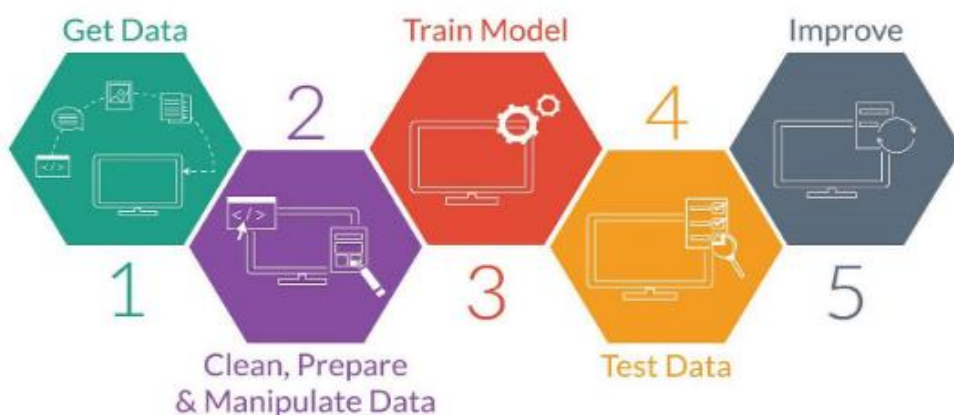 Get Data
1
2
Clean, Prepare
& Manipulate Data
Train Model
3
4
Test Data
Improve
5
</>
</>